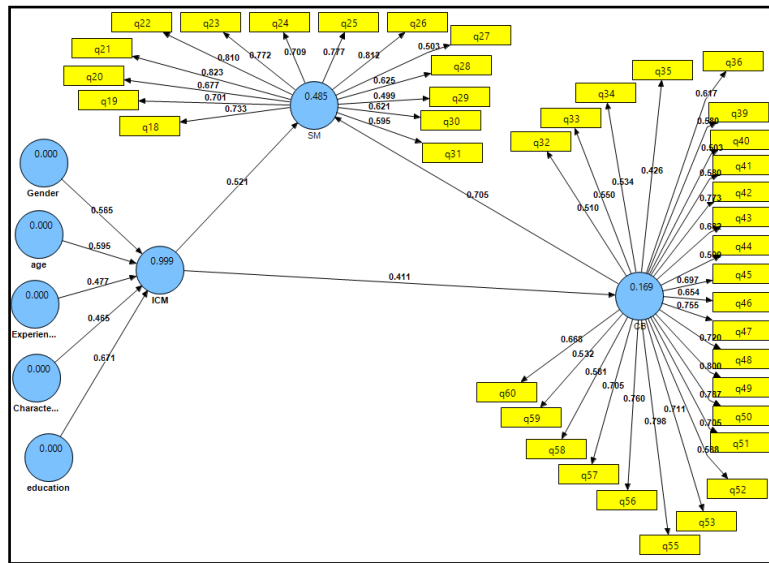 q22
q23
q24
q25
q26
q27
q21
q20
q19
q18
q28
q29
q30
q31
0.810
0.772
0.709
0.777
0.812
0.503
0.823
0.677
0.701
0.733
0.625
0.499
0.621
0.595
0.485
SM
0.000
Gender
0.000
age
0.000
Experien...
0.000
Characte...
0.000
education
0.565
0.595
0.477
0.465
0.671
0.999
ICM
0.521
0.705
0.411
q32
q33
q34
q35
q36
q39
q40
q41
q42
q43
q44
q45
q46
q47
q48
q49
q50
q51
q52
q53
q55
q56
q57
q58
q59
q60
0.510
0.550
0.534
0.426
0.617
0.580
0.503
0.530
0.773
0.697
0.654
0.755
0.720
0.800
0.787
0.705
0.711
0.798
0.760
0.705
0.581
0.532
0.668
0.169
CB